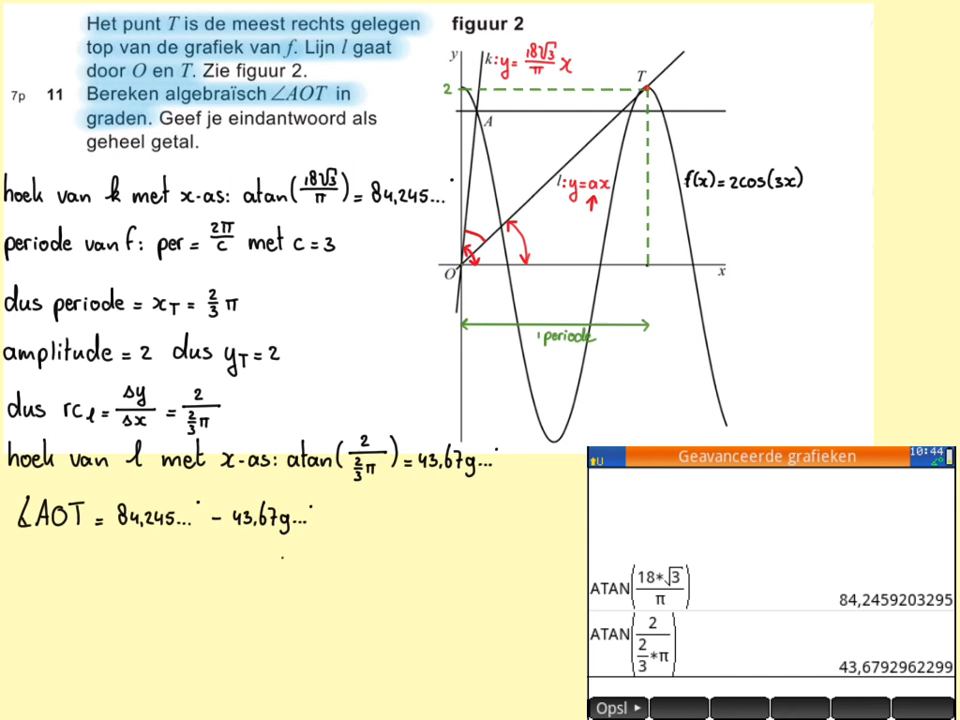 Het punt T is de meest rechts gelegen
top van de grafiek van f. Lijn l gaat
door O en T. Zie figuur 2.
7p 11 Bereken algebraïsch ∠AOT in
graden. Geef je eindantwoord als
geheel getal.
figuur 2
y
k: y = 18√3/π x
2
T
A
l: y = ax
f(x) = 2cos(3x)
O
x
1 periode
hoek van k met x-as: atan(18√3/π) = 84,245...°
periode van f: per = 2π/c met c = 3
dus periode = x_T = 2/3 π
amplitude = 2 dus y_T = 2
dus rc_l = Δy/Δx = 2/(2/3 π)
hoek van l met x-as: atan(2/(2/3 π)) = 43,679...°
∠AOT = 84,245...° - 43,679...°
U Geavanceerde grafieken 10:44
ATAN(18*√3/π)
84,2459203295
ATAN(2/(2/3*π))
43,6792962299
Opsl ▸